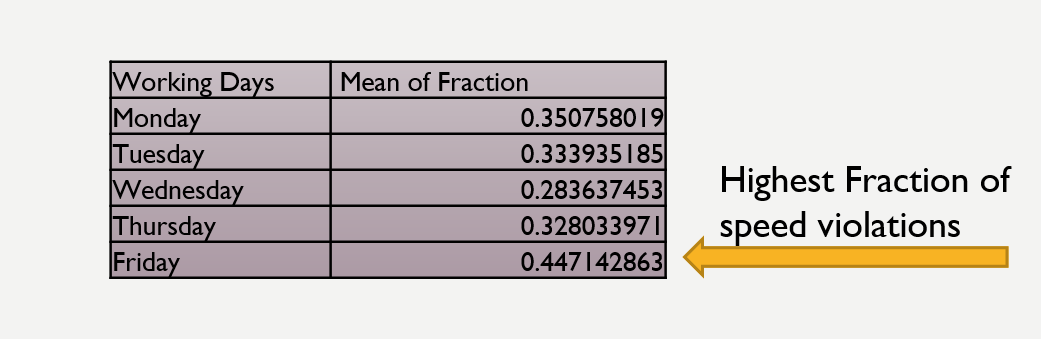 Working Days Mean of Fraction
Monday 0.350758019
Tuesday 0.333935185
Wednesday 0.283637453
Thursday 0.328033971
Friday 0.447142863
Highest Fraction of
speed violations